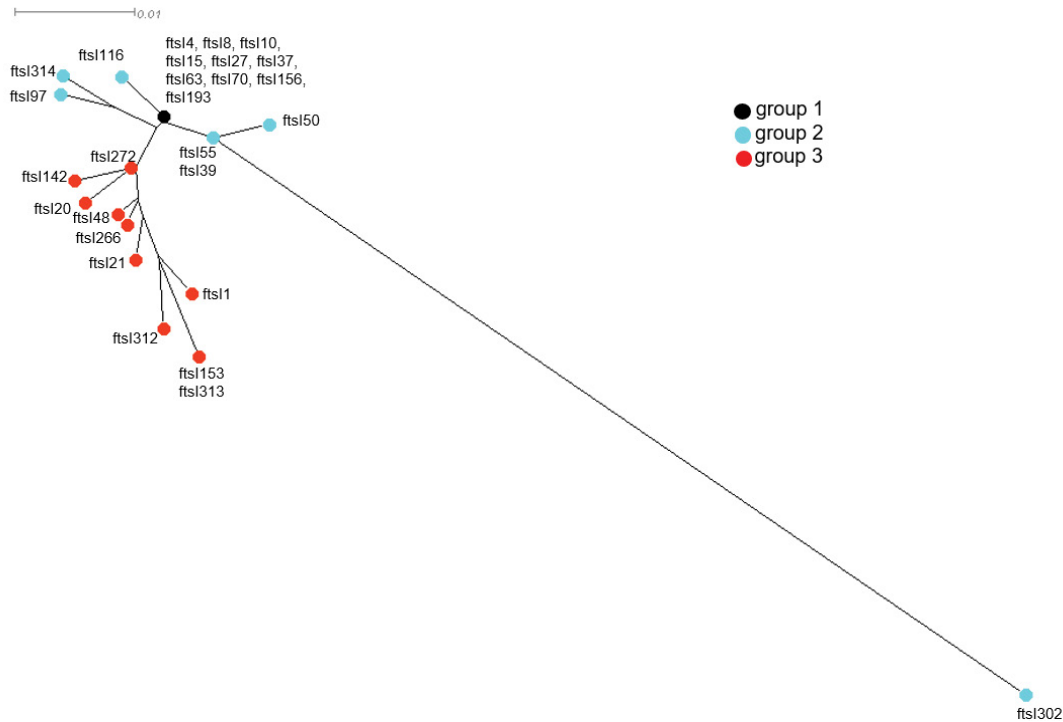 0.01
ftsI4, ftsI8, ftsI10,
ftsI15, ftsI27, ftsI37,
ftsI63, ftsI70, ftsI156,
ftsI193
ftsI116
ftsI314
ftsI97
ftsI50
ftsI55
ftsI39
group 1
group 2
group 3
ftsI272
ftsI142
ftsI20
ftsI48
ftsI266
ftsI21
ftsI1
ftsI312
ftsI153
ftsI313
ftsI302